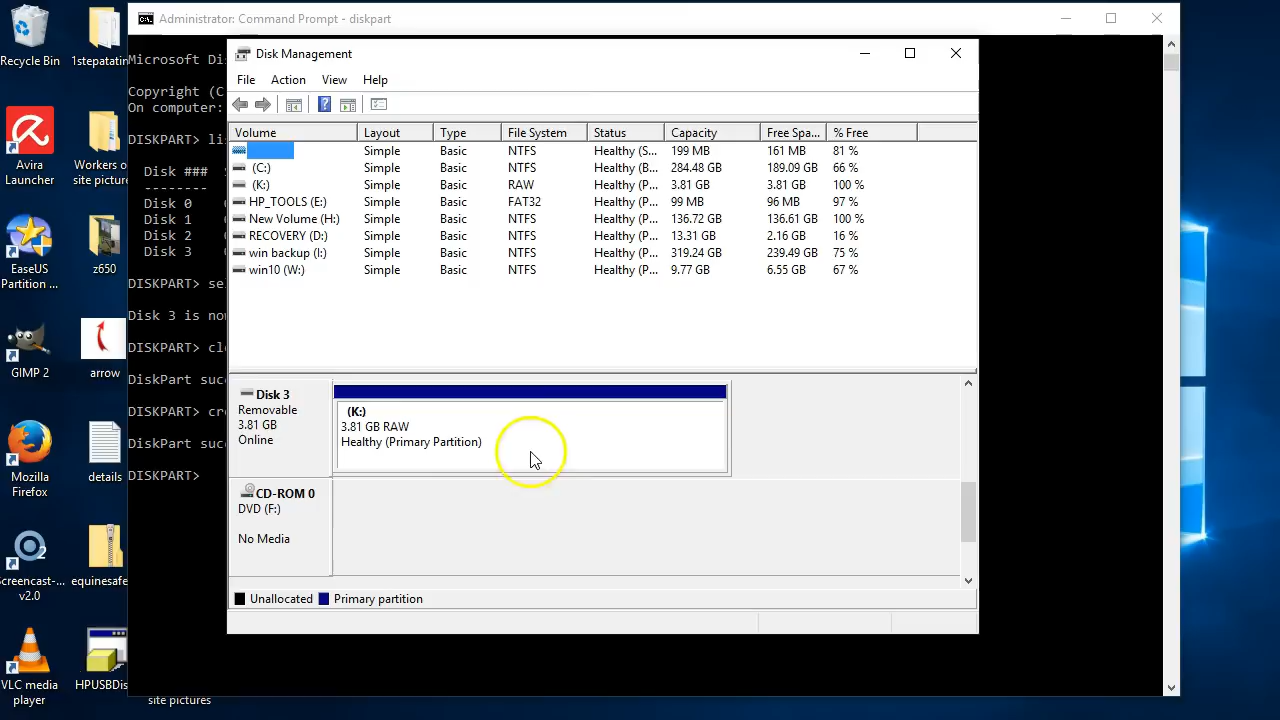 Administrator: Command Prompt - diskpart
Recycle Bin
1stepatatin
Avira
Launcher
Workers o
site picture
EaseUS
Partition ...
z650
GIMP 2
arrow
Mozilla
Firefox
details
Screencast-...
v2.0
equinesafe
VLC media
player
HPUSBDis
site pictures
Microsoft Di
Copyright (C
On computer:
DISKPART> li
Disk ###
--------
Disk 0
Disk 1
Disk 2
Disk 3
DISKPART> se
Disk 3 is no
DISKPART> cl
DiskPart suc
DISKPART> cr
DiskPart suc
DISKPART>
Disk Management
File Action View Help
Volume Layout Type File System Status Capacity Free Spa... % Free
Simple Basic NTFS Healthy (S... 199 MB 161 MB 81 %
(C:) Simple Basic NTFS Healthy (B... 284.48 GB 189.09 GB 66 %
(K:) Simple Basic RAW Healthy (P... 3.81 GB 3.81 GB 100 %
HP_TOOLS (E:) Simple Basic FAT32 Healthy (P... 99 MB 96 MB 97 %
New Volume (H:) Simple Basic NTFS Healthy (P... 136.72 GB 136.61 GB 100 %
RECOVERY (D:) Simple Basic NTFS Healthy (P... 13.31 GB 2.16 GB 16 %
win backup (I:) Simple Basic NTFS Healthy (P... 319.24 GB 239.49 GB 75 %
win10 (W:) Simple Basic NTFS Healthy (P... 9.77 GB 6.55 GB 67 %
Disk 3
Removable
3.81 GB
Online
(K:)
3.81 GB RAW
Healthy (Primary Partition)
CD-ROM 0
DVD (F:)
No Media
Unallocated Primary partition